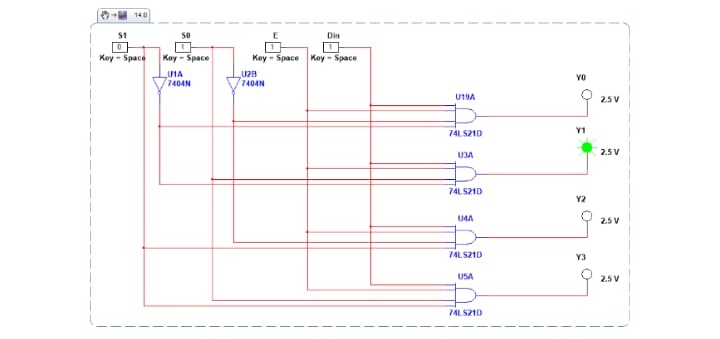 14.0
S1 S0 E Din
0 1 1 1
Key = Space Key = Space Key = Space Key = Space
U1A U2B
7404N 7404N
Y0
U19A
2.5 V
74LS21D
Y1
U3A
2.5 V
74LS21D
Y2
U4A
2.5 V
74LS21D
Y3
U5A
2.5 V
74LS21D